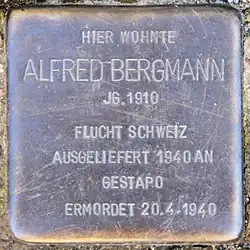 HIER WOHNTE
ALFRED BERGMANN
JG. 1910
FLUCHT SCHWEIZ
AUSGELIEFERT 1940 AN
GESTAPO
ERMORDET 20.4.1940